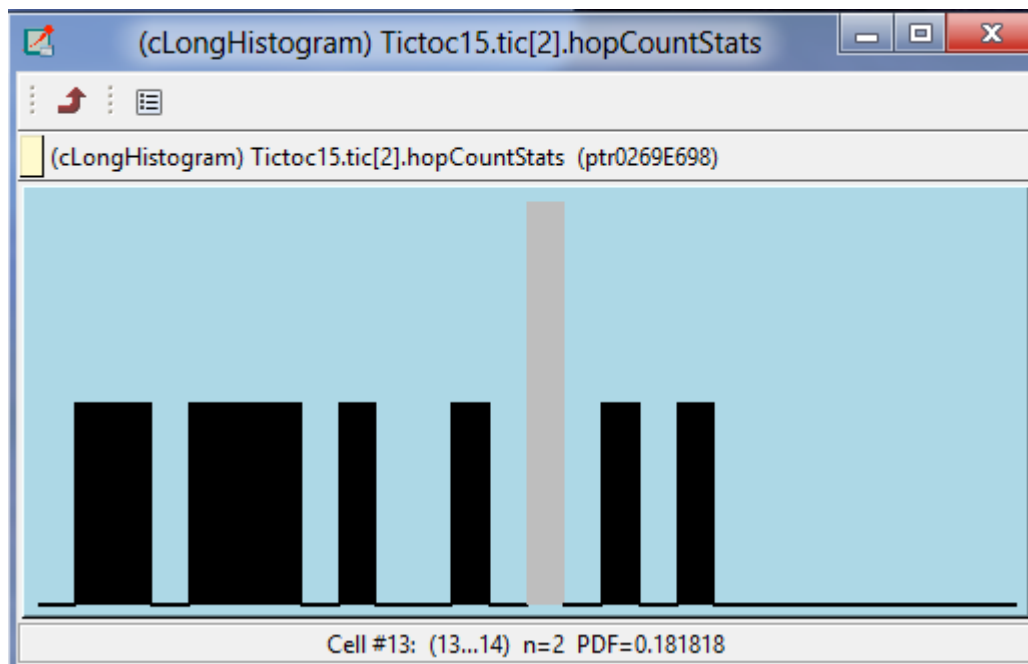 (cLongHistogram) Tictoc15.tic[2].hopCountStats
(cLongHistogram) Tictoc15.tic[2].hopCountStats (ptr0269E698)
Cell #13: (13...14) n=2 PDF=0.181818